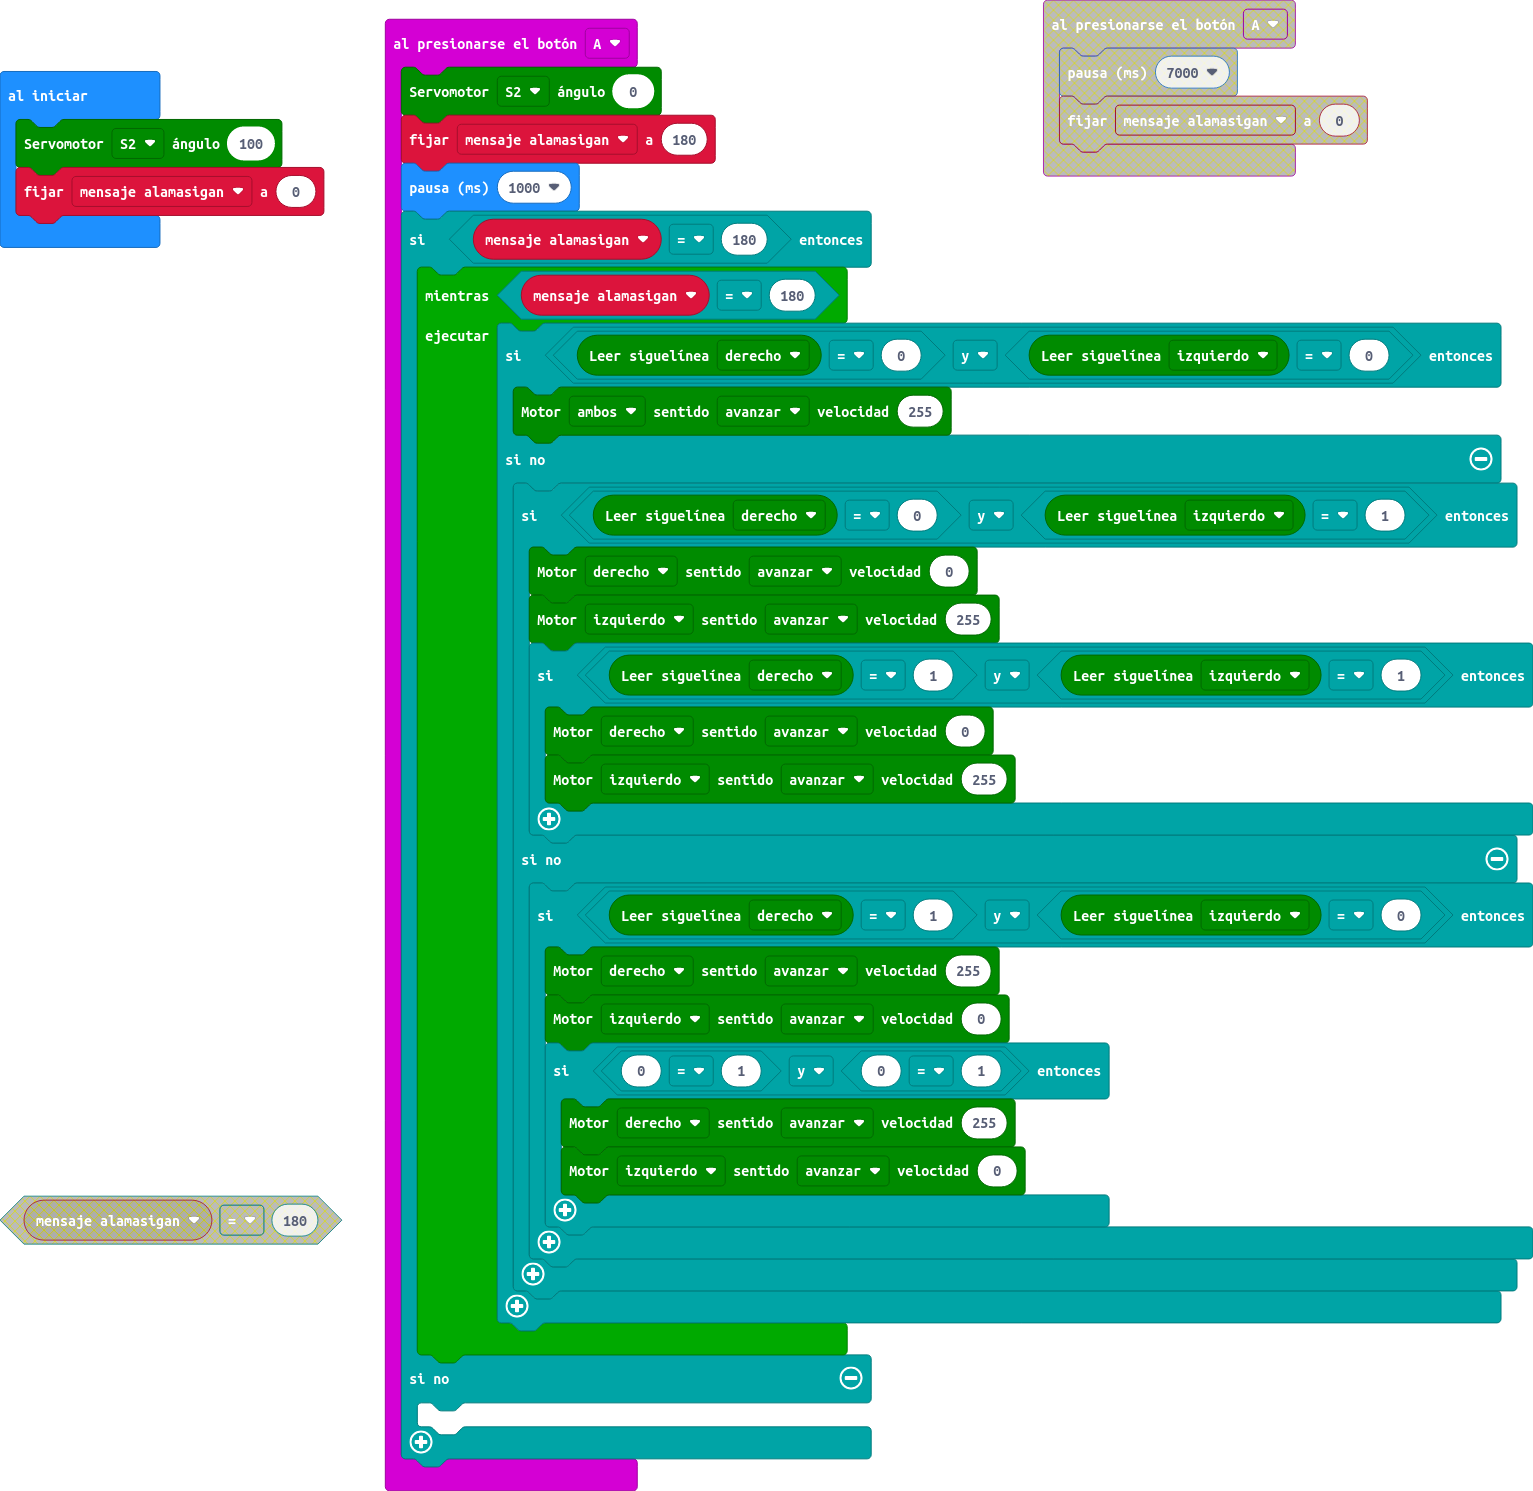 al iniciar
Servomotor S2 ángulo 100
fijar mensaje alamasigan a 0
al presionarse el botón A
Servomotor S2 ángulo 0
fijar mensaje alamasigan a 180
pausa (ms) 1000
si mensaje alamasigan = 180 entonces
mientras mensaje alamasigan = 180
ejecutar
si Leer siguelínea derecho = 0 y Leer siguelínea izquierdo = 0 entonces
Motor ambos sentido avanzar velocidad 255
si no
si Leer siguelínea derecho = 0 y Leer siguelínea izquierdo = 1 entonces
Motor derecho sentido avanzar velocidad 0
Motor izquierdo sentido avanzar velocidad 255
si Leer siguelínea derecho = 1 y Leer siguelínea izquierdo = 1 entonces
Motor derecho sentido avanzar velocidad 0
Motor izquierdo sentido avanzar velocidad 255
si no
si Leer siguelínea derecho = 1 y Leer siguelínea izquierdo = 0 entonces
Motor derecho sentido avanzar velocidad 255
Motor izquierdo sentido avanzar velocidad 0
si 0 = 1 y 0 = 1 entonces
Motor derecho sentido avanzar velocidad 255
Motor izquierdo sentido avanzar velocidad 0
si no
al presionarse el botón A
pausa (ms) 7000
fijar mensaje alamasigan a 0
mensaje alamasigan = 180